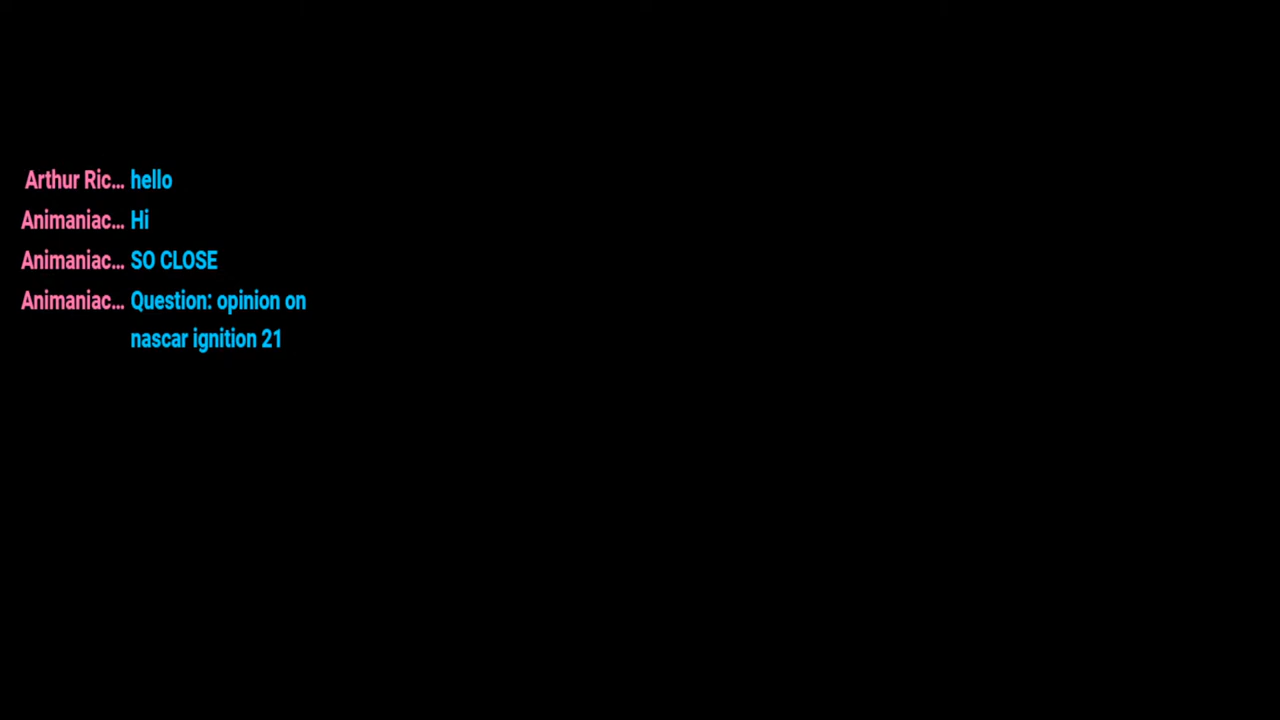 Arthur Ric... hello
Animaniac... Hi
Animaniac... SO CLOSE
Animaniac... Question: opinion on
nascar ignition 21